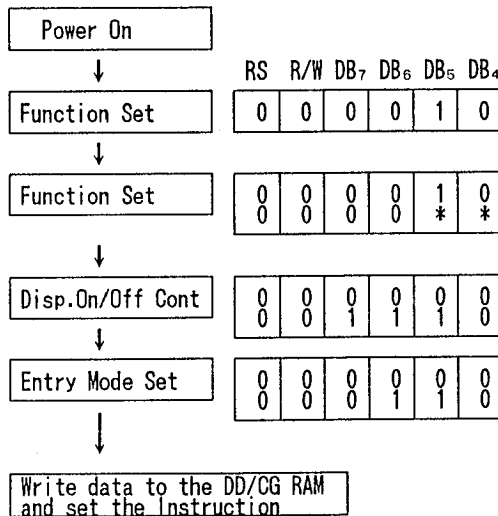 Power On
RS R/W DB₇ DB₆ DB₅ DB₄
Function Set 0 0 0 0 1 0
Function Set 0 0 0 0 1 0
0 0 0 0 * *
Disp.On/Off Cont 0 0 0 0 0 0
0 0 1 1 1 0
Entry Mode Set 0 0 0 0 0 0
0 0 0 1 1 0
Write data to the DD/CG RAM
and set the Instruction